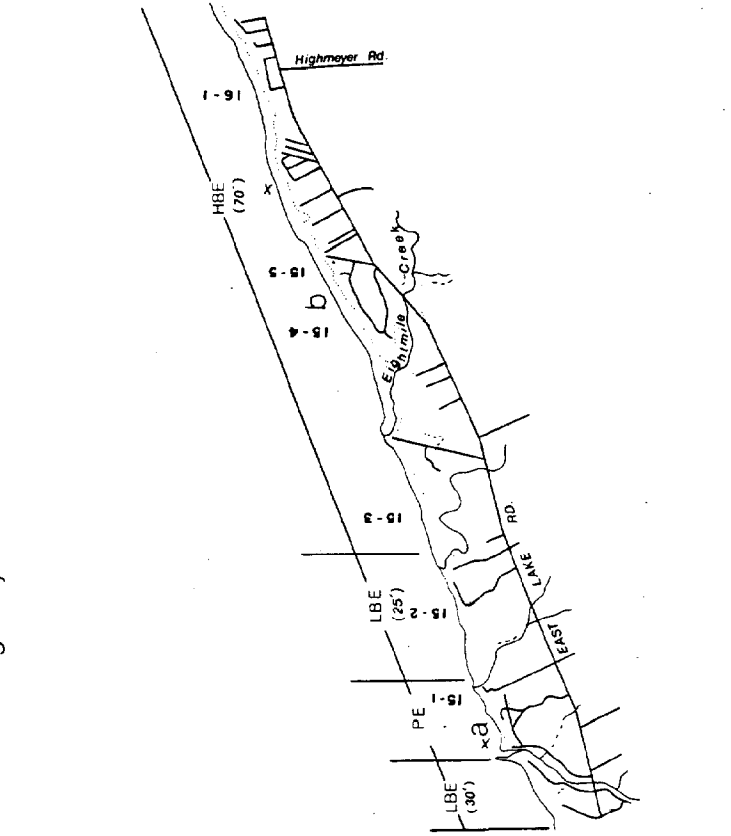 Highmeyer Rd.
16-1
HBE
(70')
x
15-5
b
15-4
Creek
Eightmile
15-3
RD.
LAKE
EAST
LBE
(25')
15-2
15-1
PE
xa
LBE
(30')